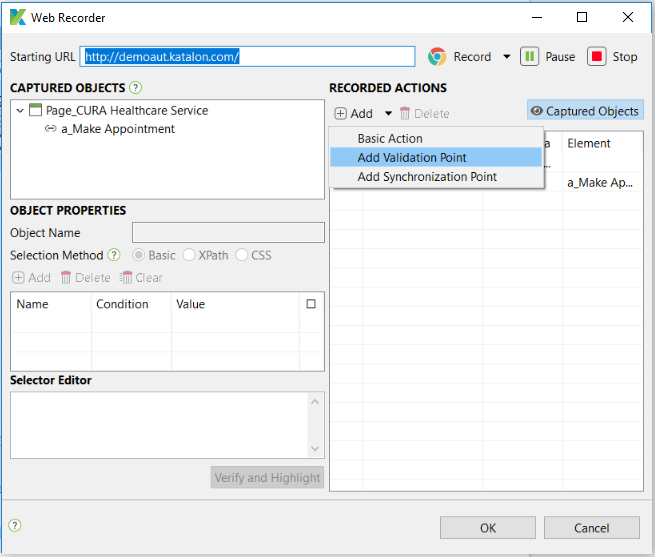 Web Recorder
Starting URL http://demoaut.katalon.com/ Record Pause Stop
CAPTURED OBJECTS
Page_CURA Healthcare Service
a_Make Appointment
OBJECT PROPERTIES
Object Name
Selection Method Basic XPath CSS
Add Delete Clear
Name Condition Value
Selector Editor
Verify and Highlight
RECORDED ACTIONS
Add Delete Captured Objects
Basic Action
Add Validation Point
Add Synchronization Point
a Element
...
a_Make Ap...
OK Cancel